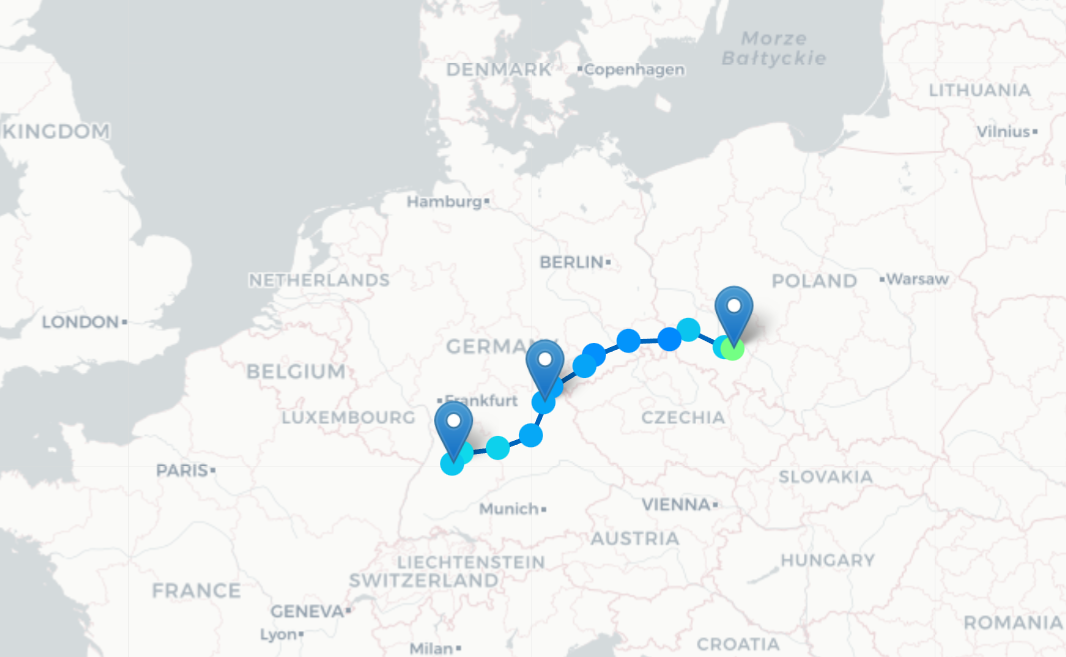 Morze
Bałtyckie
DENMARK
Copenhagen
LITHUANIA
KINGDOM
Vilnius
Hamburg
BERLIN
NETHERLANDS
POLAND
Warsaw
LONDON
BELGIUM
Frankfurt
LUXEMBOURG
CZECHIA
PARIS
SLOVAKIA
Munich
VIENNA
AUSTRIA
LIECHTENSTEIN
HUNGARY
SWITZERLAND
FRANCE
GENEVA
ROMANIA
Lyon
Milan
CROATIA